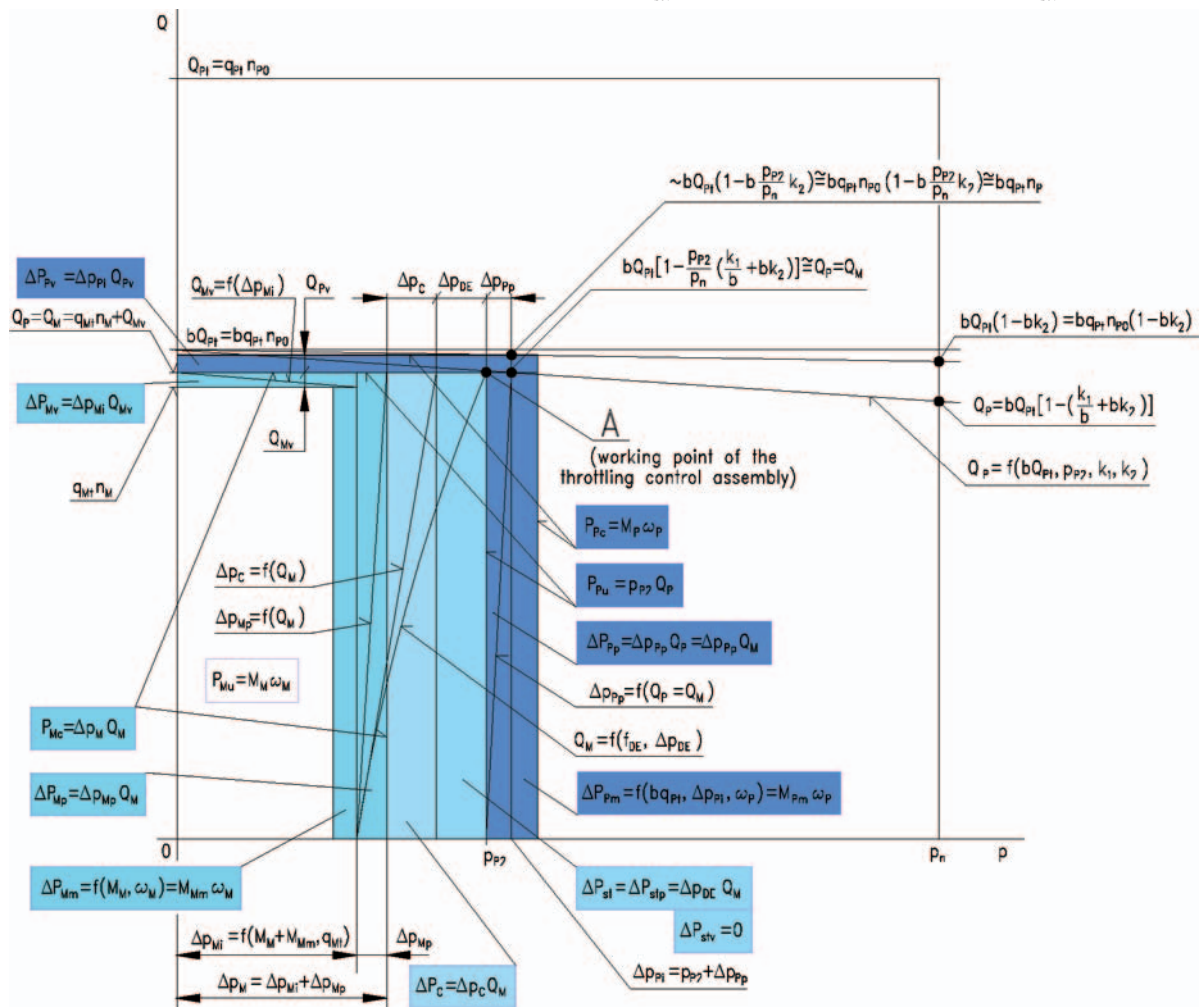 Q
Q_Pt=q_Pt n_P0
~bQ_Pt(1-b p_P2/p_n k_2)≅bq_Pt n_P0(1-b p_P2/p_n k_2)≅bq_Pt n_P
ΔP_Pv=Δp_Pi Q_Pv
Q_Mv=f(Δp_Mi)
Q_Pv
Δp_C
Δp_DE
Δp_Pp
bQ_Pt[1-p_P2/p_n(k_1/b+bk_2)]≅Q_P=Q_M
Q_P=Q_M=q_Mt n_M+Q_Mv
bQ_Pt=bq_Pt n_P0
bQ_Pt(1-bk_2)=bq_Pt n_P0(1-bk_2)
ΔP_Mv=Δp_Mi Q_Mv
Q_P=bQ_Pt[1-(k_1/b+bk_2)]
Q_Mv
A
(working point of the
throttling control assembly)
Q_P=f(bQ_Pt, p_P2, k_1, k_2)
q_Mt n_M
P_Pc=M_P ω_P
Δp_C=f(Q_M)
P_Pu=p_P2 Q_P
Δp_Mp=f(Q_M)
ΔP_Pp=Δp_Pp Q_P=Δp_Pp Q_M
P_Mu=M_M ω_M
Δp_Pp=f(Q_P=Q_M)
P_Mc=Δp_M Q_M
Q_M=f(f_DE, Δp_DE)
ΔP_Mp=Δp_Mp Q_M
ΔP_Pm=f(bq_Pt, Δp_Pi, ω_P)=M_Pm ω_P
0
p_P2
p_n
p
ΔP_Mm=f(M_M, ω_M)=M_Mm ω_M
ΔP_st=ΔP_stp=Δp_DE Q_M
ΔP_stv=0
Δp_Mi=f(M_M+M_Mm, q_Mt)
Δp_Mp
Δp_M=Δp_Mi+Δp_Mp
ΔP_C=Δp_C Q_M
Δp_Pi=p_P2+Δp_Pp